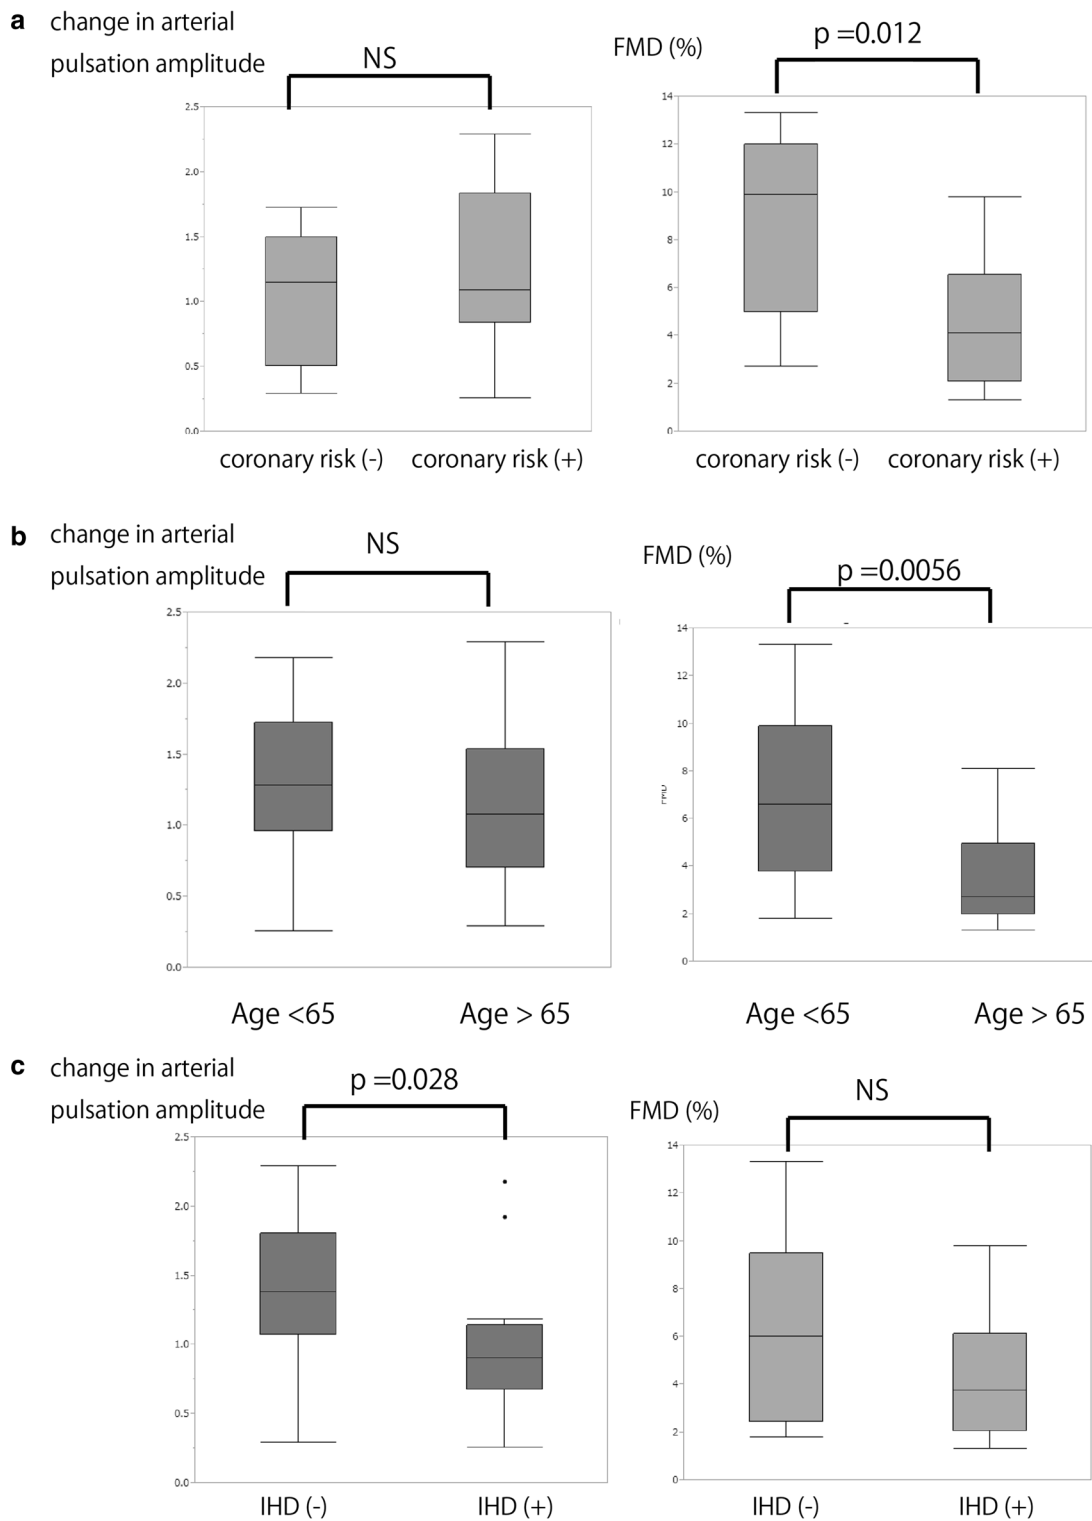 a change in arterial
pulsation amplitude
NS
2.5
2.0
1.5
1.0
0.5
0.0
coronary risk (-) coronary risk (+)
FMD (%)
p =0.012
14
12
10
8
6
4
2
0
coronary risk (-) coronary risk (+)
b change in arterial
pulsation amplitude
NS
2.5
2.0
1.5
1.0
0.5
0.0
Age <65 Age > 65
FMD (%)
p =0.0056
14
12
10
8
6
4
2
0
FMD
Age <65 Age > 65
c change in arterial
pulsation amplitude
p =0.028
2.5
2.0
1.5
1.0
0.5
0.0
IHD (-) IHD (+)
FMD (%)
NS
14
12
10
8
6
4
2
0
IHD (-) IHD (+)